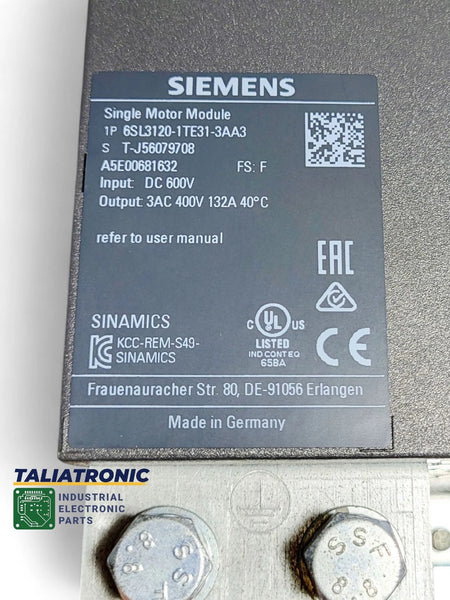 SIEMENS
Single Motor Module
1P 6SL3120-1TE31-3AA3
S T-J56079708
A5E00681632 FS: F
Input: DC 600V
Output: 3AC 400V 132A 40°C
refer to user manual
EAC
SINAMICS
KCC-REM-S49-
SINAMICS
C UL US
LISTED
IND CONT EQ
65BA
CE
Frauenauracher Str. 80, DE-91056 Erlangen
Made in Germany
TALIATRONIC
INDUSTRIAL
ELECTRONIC
PARTS
8.8
SSF
8.8